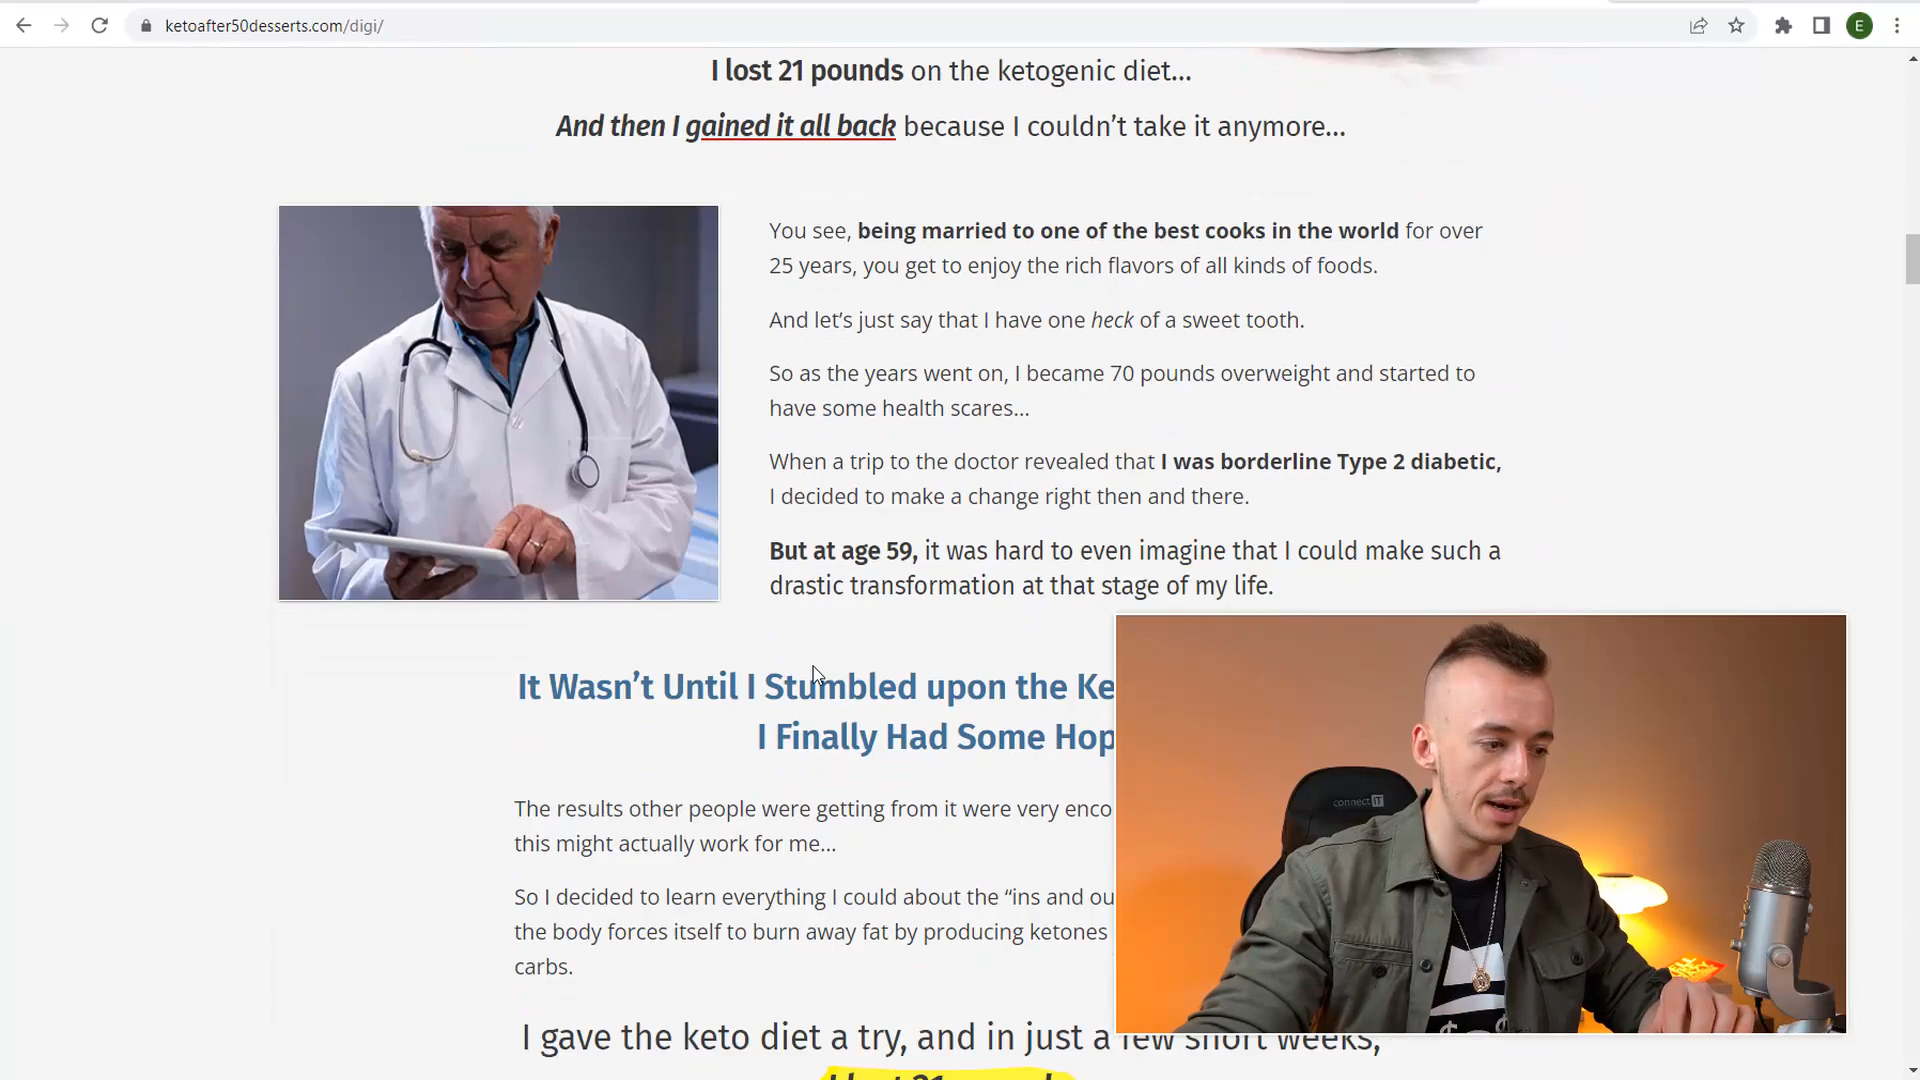 ketoafter50desserts.com/digi/
E
I lost 21 pounds on the ketogenic diet...
And then I gained it all back because I couldn't take it anymore...
You see, being married to one of the best cooks in the world for over
25 years, you get to enjoy the rich flavors of all kinds of foods.
And let's just say that I have one heck of a sweet tooth.
So as the years went on, I became 70 pounds overweight and started to
have some health scares...
When a trip to the doctor revealed that I was borderline Type 2 diabetic,
I decided to make a change right then and there.
But at age 59, it was hard to even imagine that I could make such a
drastic transformation at that stage of my life.
It Wasn't Until I Stumbled upon the Ke
I Finally Had Some Hop
The results other people were getting from it were very enco
this might actually work for me...
So I decided to learn everything I could about the “ins and ou
the body forces itself to burn away fat by producing ketones
carbs.
connect IT
I gave the keto diet a try, and in just a few short weeks,